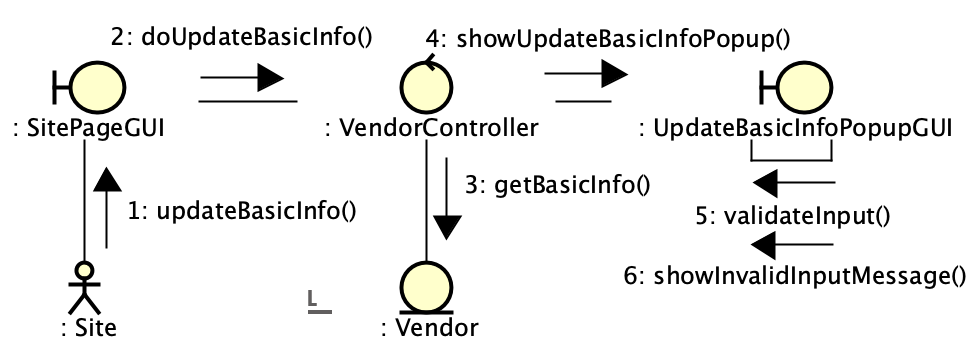 2: doUpdateBasicInfo()
4: showUpdateBasicInfoPopup()
: SitePageGUI
: VendorController
: UpdateBasicInfoPopupGUI
1: updateBasicInfo()
3: getBasicInfo()
5: validateInput()
6: showInvalidInputMessage()
L
: Site
: Vendor